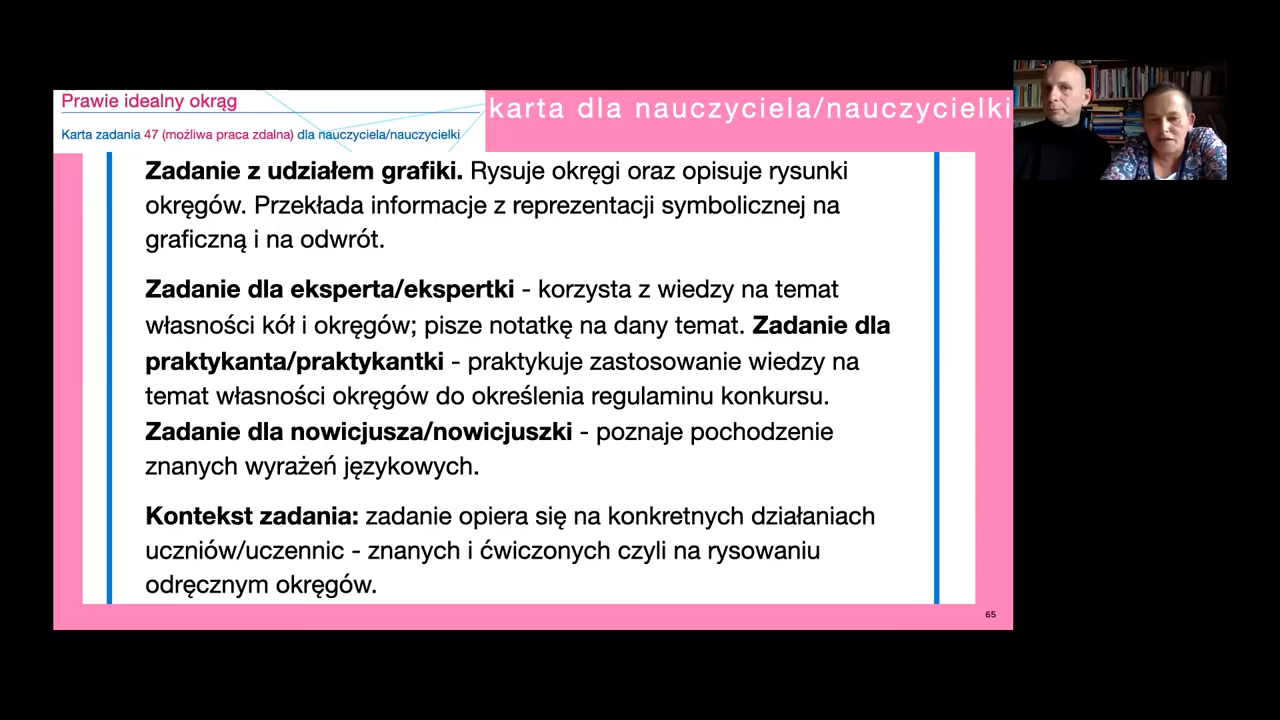 Prawie idealny okrąg
Karta zadania 47 (możliwa praca zdalna) dla nauczyciela/nauczycielki
karta dla nauczyciela/nauczycielki
Zadanie z udziałem grafiki. Rysuje okręgi oraz opisuje rysunki
okręgów. Przekłada informacje z reprezentacji symbolicznej na
graficzną i na odwrót.
Zadanie dla eksperta/ekspertki - korzysta z wiedzy na temat
własności kół i okręgów; pisze notatkę na dany temat. Zadanie dla
praktykanta/praktykantki - praktykuje zastosowanie wiedzy na
temat własności okręgów do określenia regulaminu konkursu.
Zadanie dla nowicjusza/nowicjuszki - poznaje pochodzenie
znanych wyrażeń językowych.
Kontekst zadania: zadanie opiera się na konkretnych działaniach
uczniów/uczennic - znanych i ćwiczonych czyli na rysowaniu
odręcznym okręgów.
65